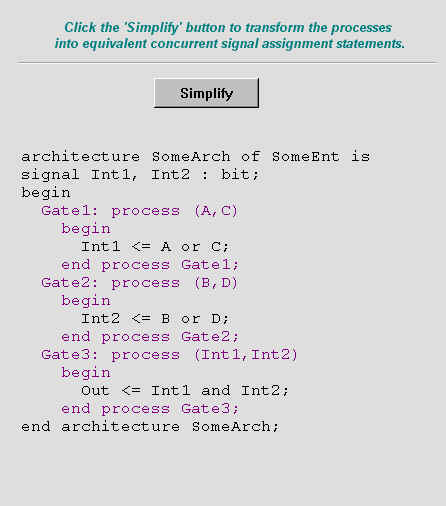 Click the 'Simplify' button to transform the processes
into equivalent concurrent signal assignment statements.
Simplify
architecture SomeArch of SomeEnt is
signal Int1, Int2 : bit;
begin
  Gate1: process (A,C)
    begin
      Int1 <= A or C;
    end process Gate1;
  Gate2: process (B,D)
    begin
      Int2 <= B or D;
    end process Gate2;
  Gate3: process (Int1,Int2)
    begin
      Out <= Int1 and Int2;
    end process Gate3;
end architecture SomeArch;